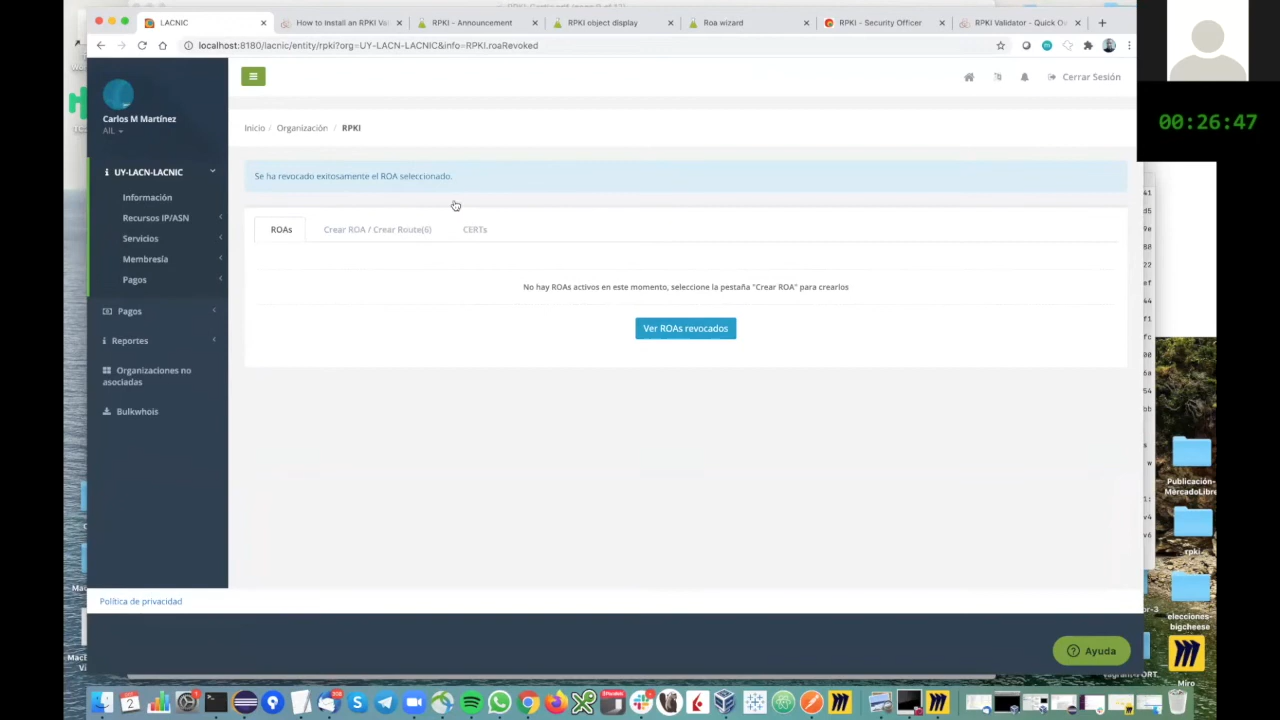 LACNIC
How to install an RPKI Val
RPKI - Announcement
RPKI object display
Roa wizard
RPKI - Security Officer
RPKI Validator - Quick Ov
localhost:8180/lacnic/entity/rpki?org=UY-LACN-LACNIC&info=RPKI.roaRevoked
00:26:47
Carlos M Martínez
AIL
Cerrar Sesión
Inicio / Organización / RPKI
UY-LACN-LACNIC
Información
Recursos IP/ASN
Servicios
Membresía
Pagos
Pagos
Reportes
Organizaciones no
asociadas
Bulkwhois
Se ha revocado exitosamente el ROA seleccionado.
ROAs
Crear ROA / Crear Route(6)
CERTs
No hay ROAs activos en este momento, seleccione la pestaña "Crear ROA" para crearlos
Ver ROAs revocados
Política de privacidad
Ayuda
Publicación-
MercadoLibre
rpki
elecciones-
bigcheese
Miro